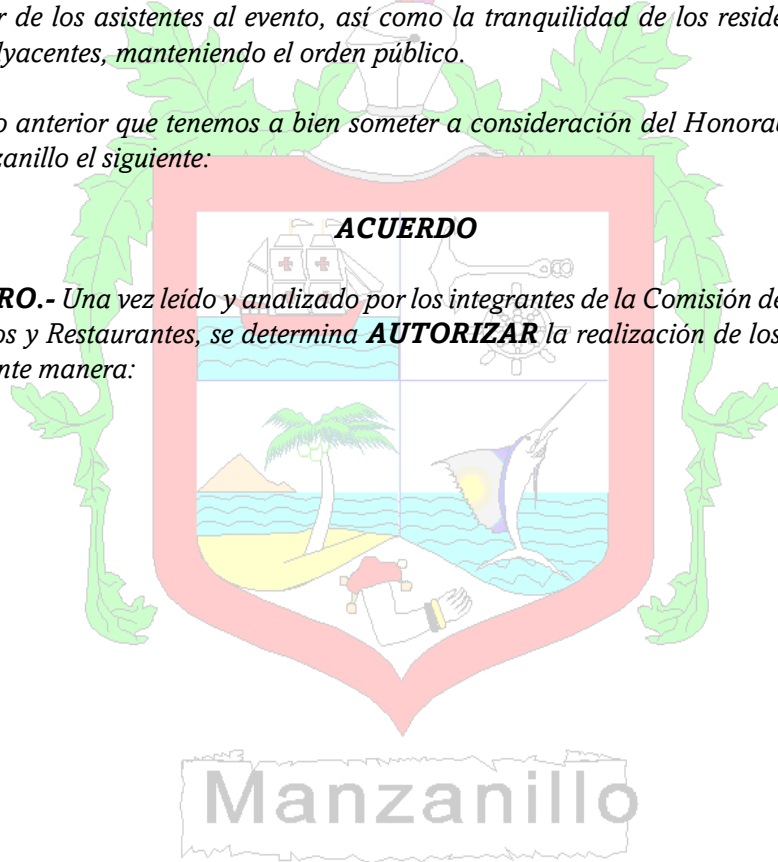 r de los asistentes al evento, así como la tranquilidad de los reside
lyacentes, manteniendo el orden público.
o anterior que tenemos a bien someter a consideración del Honora
zanillo el siguiente:
ACUERDO
RO.- Una vez leído y analizado por los integrantes de la Comisión de
os y Restaurantes, se determina AUTORIZAR la realización de los
nte manera:
Manzanillo